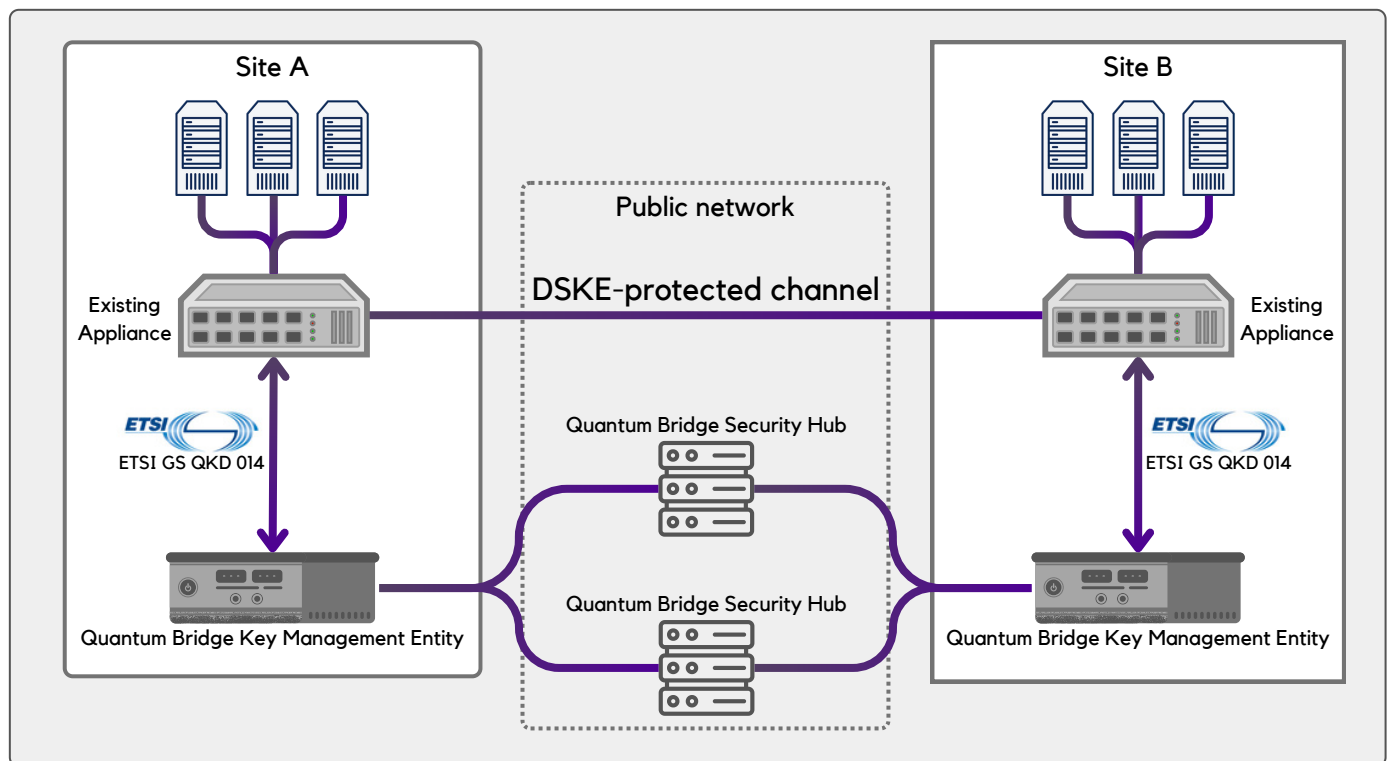 Site A
Site B
Public network
DSKE-protected channel
Existing
Appliance
Existing
Appliance
ETSI
ETSI GS QKD 014
ETSI
ETSI GS QKD 014
Quantum Bridge Security Hub
Quantum Bridge Security Hub
Quantum Bridge Key Management Entity
Quantum Bridge Key Management Entity